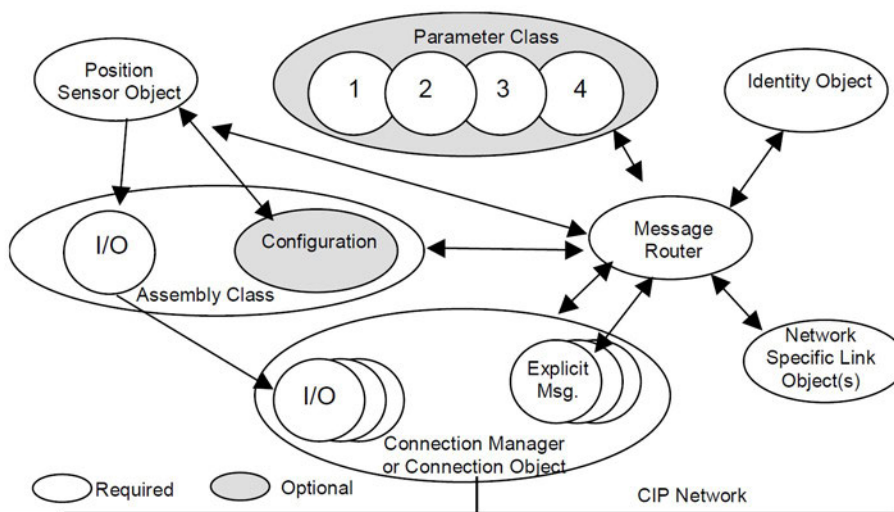 Parameter Class
1 2 3 4
Position
Sensor Object
Identity Object
Message
Router
I/O
Configuration
Assembly Class
Network
Specific Link
Object(s)
I/O
Explicit
Msg.
Connection Manager
or Connection Object
Required
Optional
CIP Network